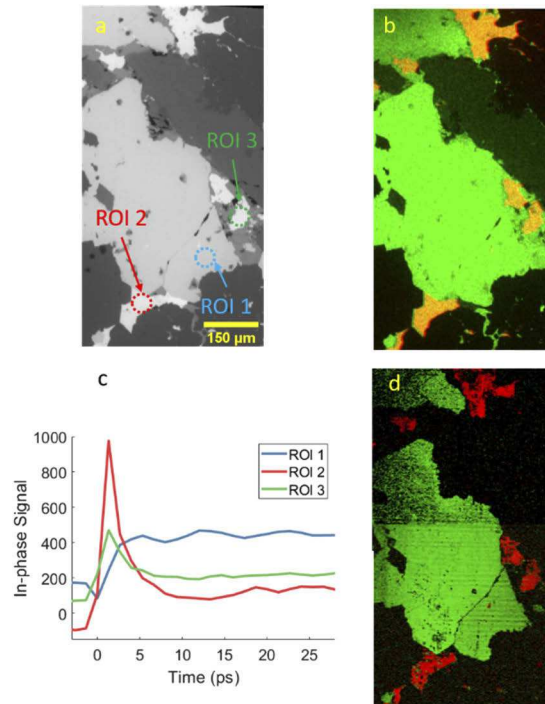 a
ROI 3
ROI 2
ROI 1
150 µm
b
c
1000
800
600
400
200
0
In-phase Signal
ROI 1
ROI 2
ROI 3
0
5
10
15
20
25
Time (ps)
d